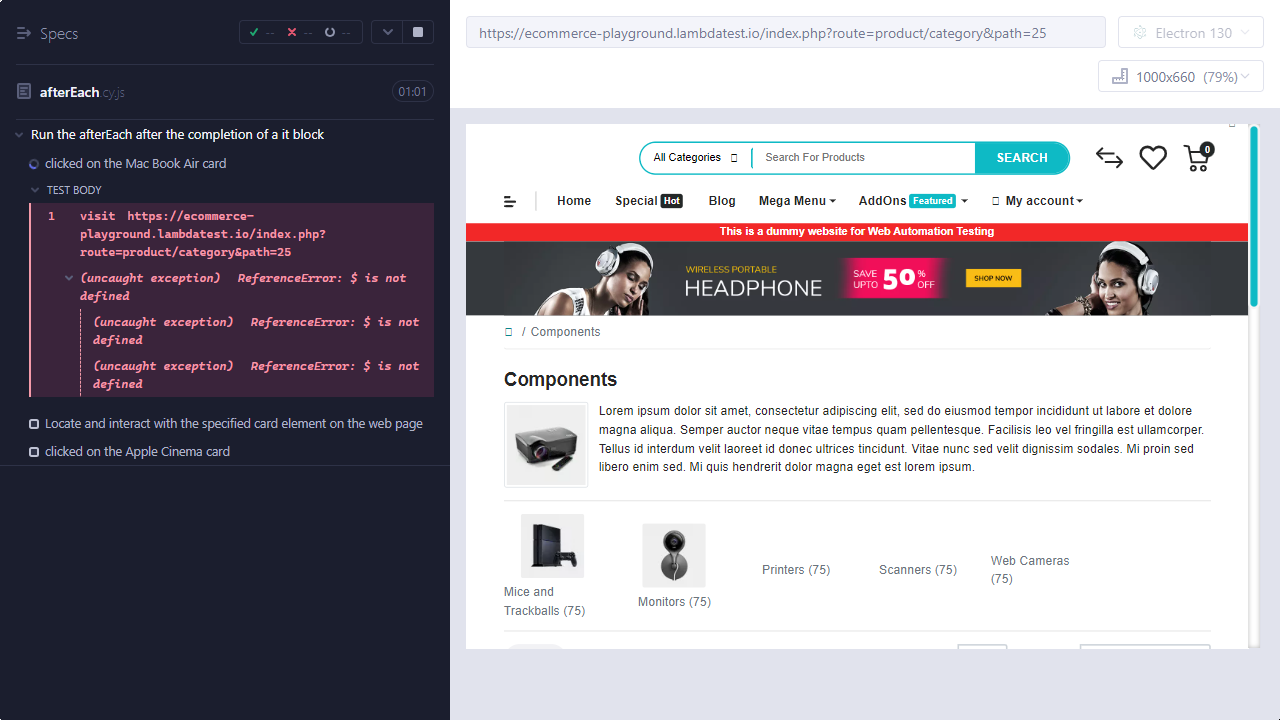 Specs
--
--
--
afterEach.cy.js
01:01
Run the afterEach after the completion of a it block
clicked on the Mac Book Air card
TEST BODY
1 visit https://ecommerce-
playground.lambdatest.io/index.php?
route=product/category&path=25
(uncaught exception) ReferenceError: $ is not
defined
(uncaught exception) ReferenceError: $ is not
defined
(uncaught exception) ReferenceError: $ is not
defined
Locate and interact with the specified card element on the web page
clicked on the Apple Cinema card
https://ecommerce-playground.lambdatest.io/index.php?route=product/category&path=25
Electron 130
1000x660 (79%)
All Categories
Search For Products
SEARCH
0
Home
Special Hot
Blog
Mega Menu
AddOns Featured
My account
This is a dummy website for Web Automation Testing
WIRELESS PORTABLE
HEADPHONE
SAVE
UPTO
50%
OFF
SHOP NOW
/ Components
Components
Lorem ipsum dolor sit amet, consectetur adipiscing elit, sed do eiusmod tempor incididunt ut labore et dolore
magna aliqua. Semper auctor neque vitae tempus quam pellentesque. Facilisis leo vel fringilla est ullamcorper.
Tellus id interdum velit laoreet id donec ultrices tincidunt. Vitae nunc sed velit dignissim sodales. Mi proin sed
libero enim sed. Mi quis hendrerit dolor magna eget est lorem ipsum.
Mice and
Trackballs (75)
Monitors (75)
Printers (75)
Scanners (75)
Web Cameras
(75)